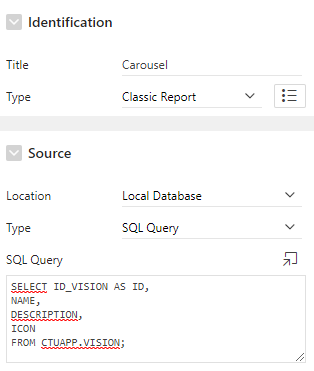 Identification
Title Carousel
Type Classic Report
Source
Location Local Database
Type SQL Query
SQL Query
SELECT ID_VISION AS ID,
NAME,
DESCRIPTION,
ICON
FROM CTUAPP.VISION;